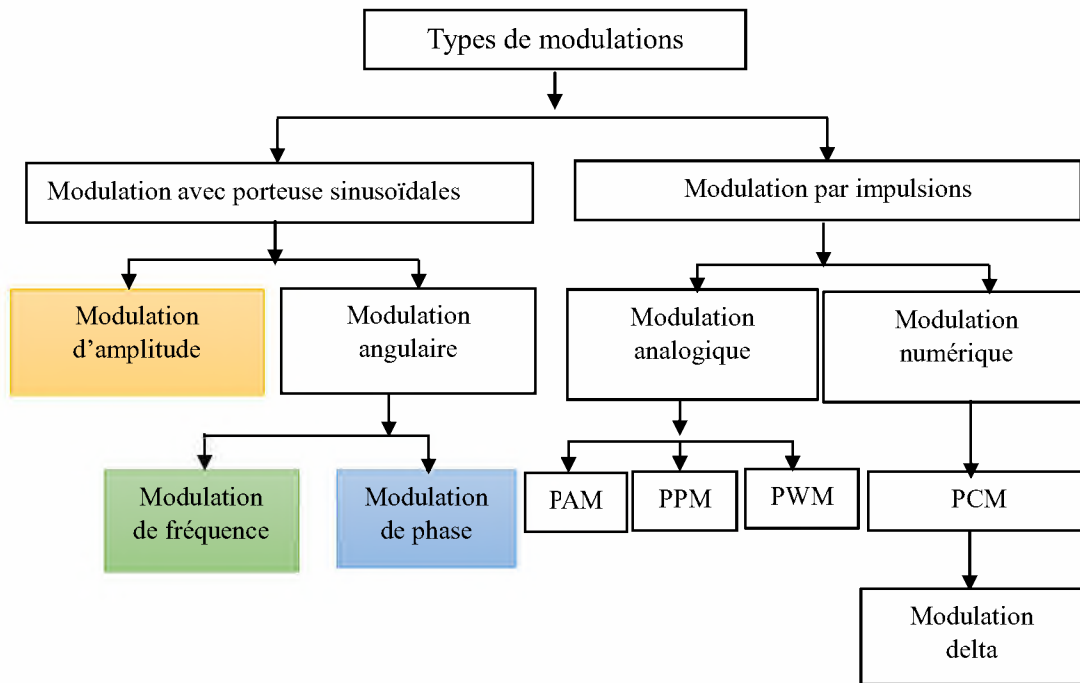 Types de modulations
Modulation avec porteuse sinusoïdales
Modulation par impulsions
Modulation
d’amplitude
Modulation
angulaire
Modulation
analogique
Modulation
numérique
Modulation
de fréquence
Modulation
de phase
PAM
PPM
PWM
PCM
Modulation
delta